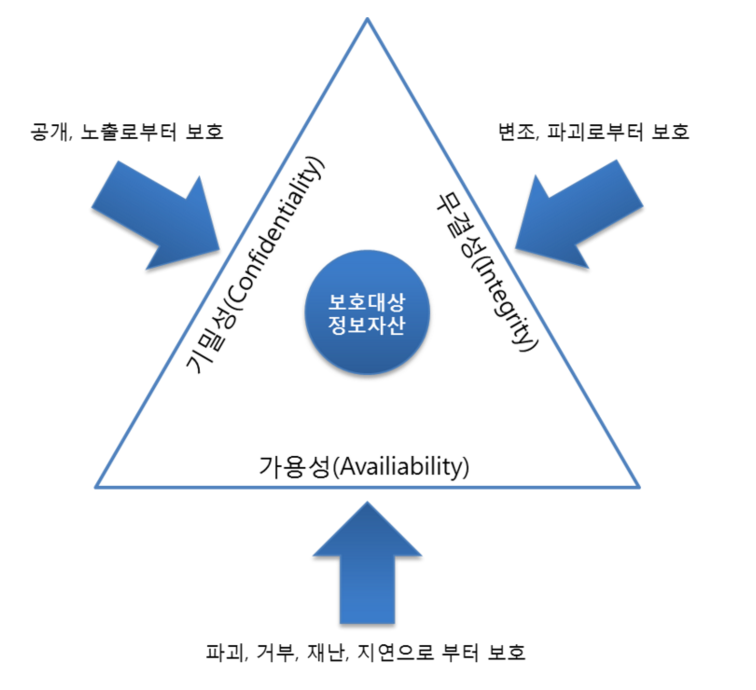 공개, 노출로부터 보호
변조, 파괴로부터 보호
기밀성(Confidentiality)
무결성(Integrity)
보호대상
정보자산
가용성(Availiability)
파괴, 거부, 재난, 지연으로 부터 보호